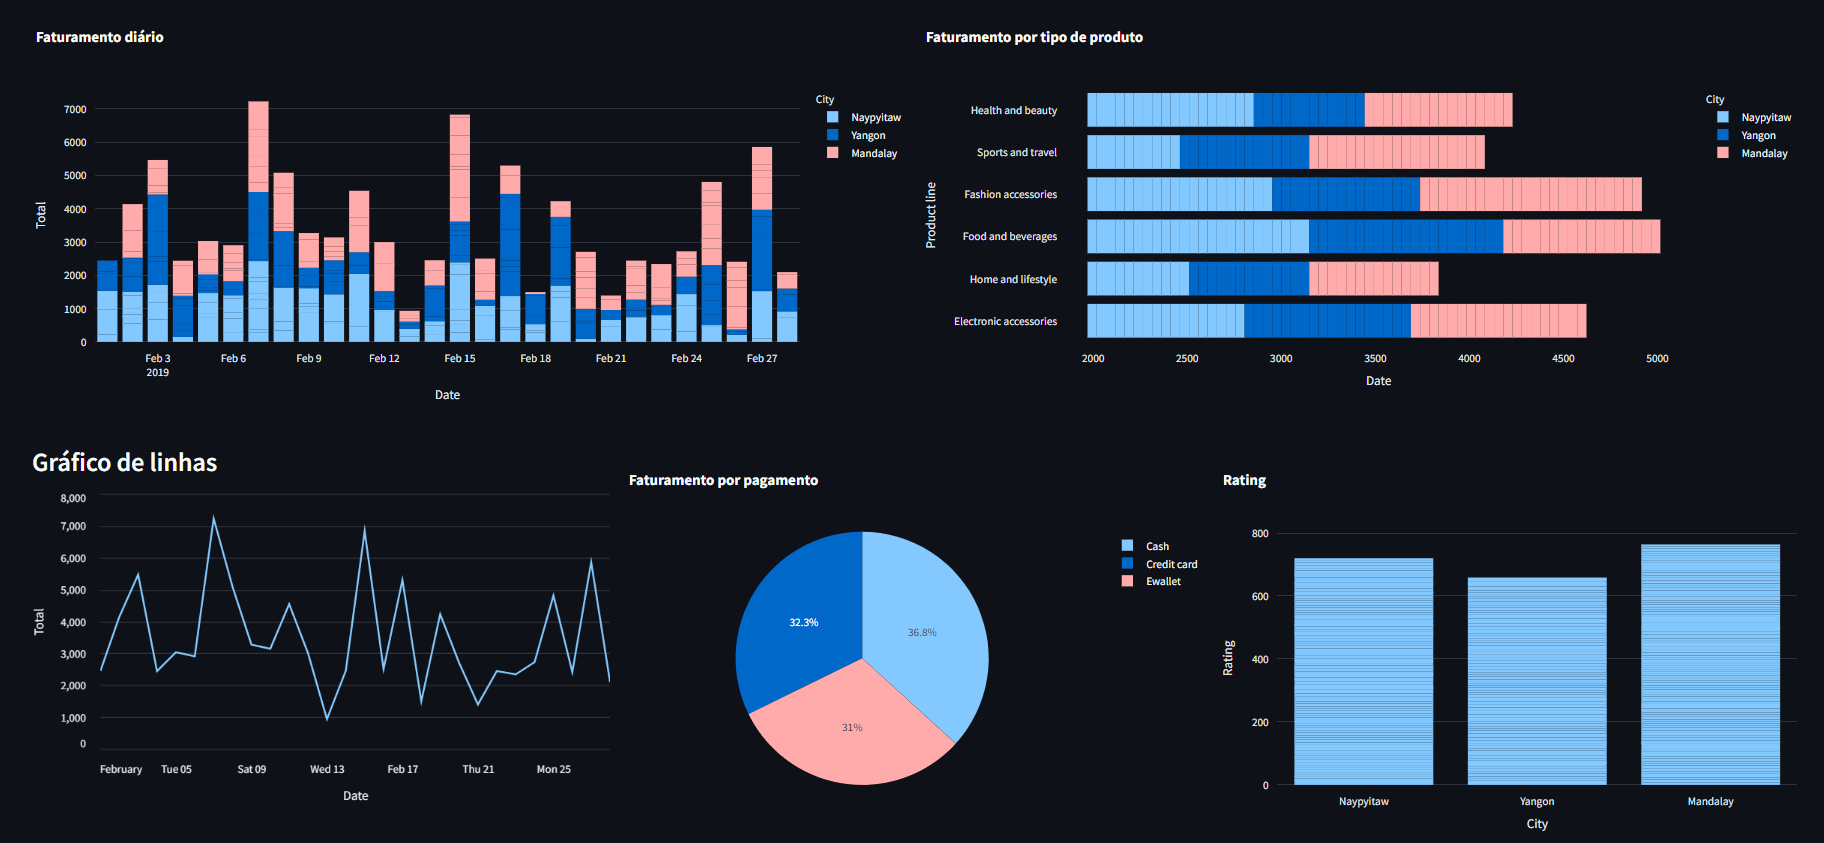 Faturamento diário
7000
6000
5000
4000
3000
2000
1000
0
Total
Feb 3
2019
Feb 6
Feb 9
Feb 12
Feb 15
Feb 18
Feb 21
Feb 24
Feb 27
Date
City
Naypyitaw
Yangon
Mandalay
Faturamento por tipo de produto
Product line
Health and beauty
Sports and travel
Fashion accessories
Food and beverages
Home and lifestyle
Electronic accessories
2000
2500
3000
3500
4000
4500
5000
Date
City
Naypyitaw
Yangon
Mandalay
Gráfico de linhas
8,000
7,000
6,000
5,000
4,000
3,000
2,000
1,000
0
Total
February
Tue 05
Sat 09
Wed 13
Feb 17
Thu 21
Mon 25
Date
Faturamento por pagamento
32.3%
36.8%
31%
Cash
Credit card
Ewallet
Rating
800
600
400
200
0
Rating
Naypyitaw
Yangon
Mandalay
City